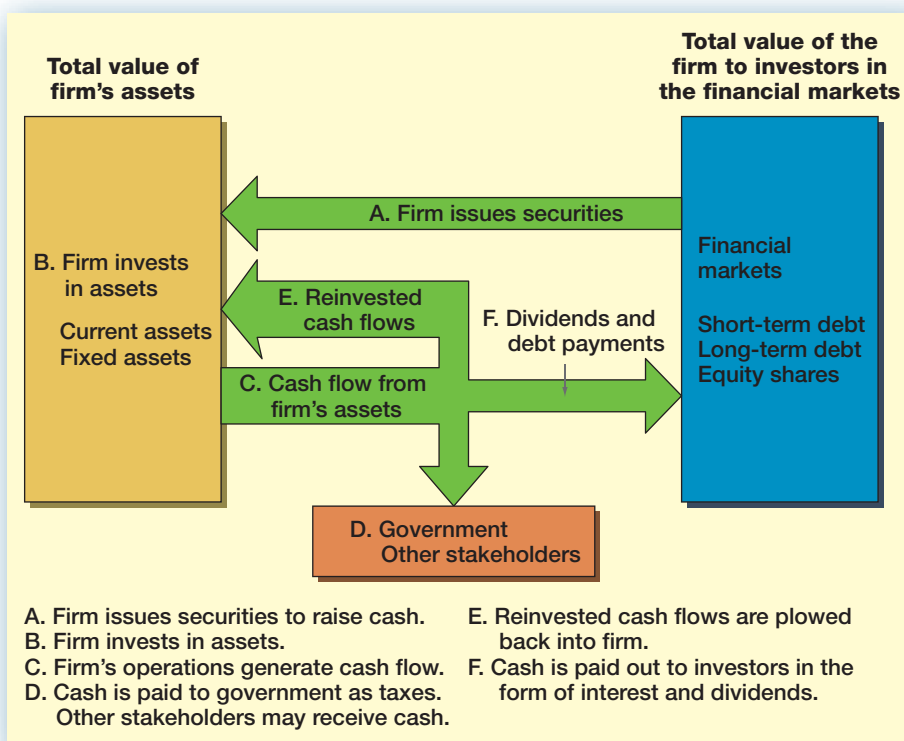 Total value of
firm's assets
Total value of the
firm to investors in
the financial markets
A. Firm issues securities
B. Firm invests
in assets
Current assets
Fixed assets
E. Reinvested
cash flows
F. Dividends and
debt payments
C. Cash flow from
firm's assets
Financial
markets
Short-term debt
Long-term debt
Equity shares
D. Government
Other stakeholders
A. Firm issues securities to raise cash.
B. Firm invests in assets.
C. Firm's operations generate cash flow.
D. Cash is paid to government as taxes.
Other stakeholders may receive cash.
E. Reinvested cash flows are plowed
back into firm.
F. Cash is paid out to investors in the
form of interest and dividends.